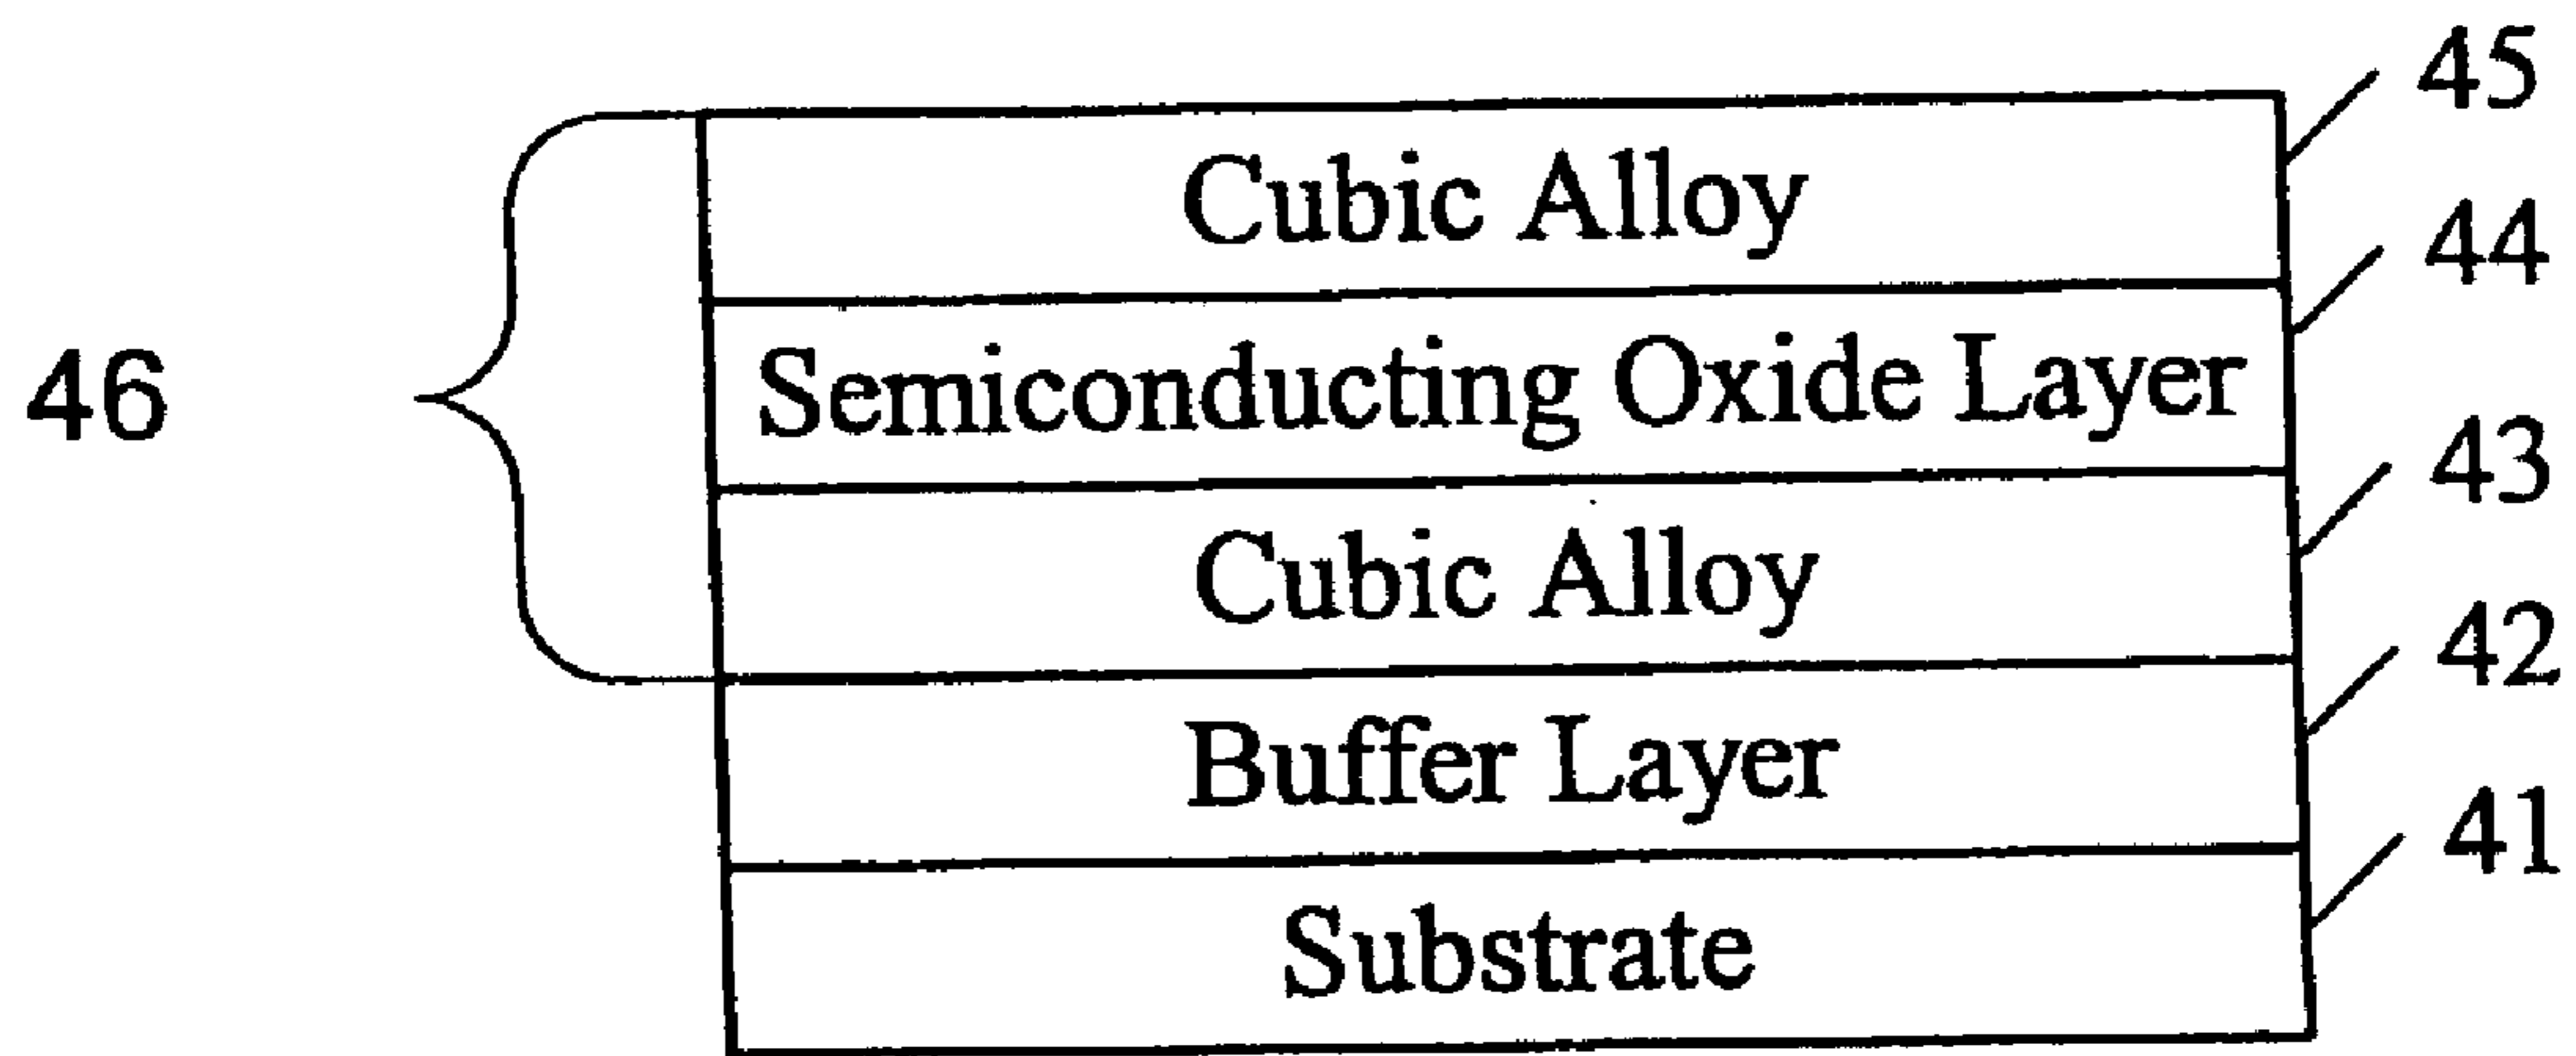 45
Cubic Alloy
44
Semiconducting Oxide Layer
46
43
Cubic Alloy
42
Buffer Layer
41
Substrate